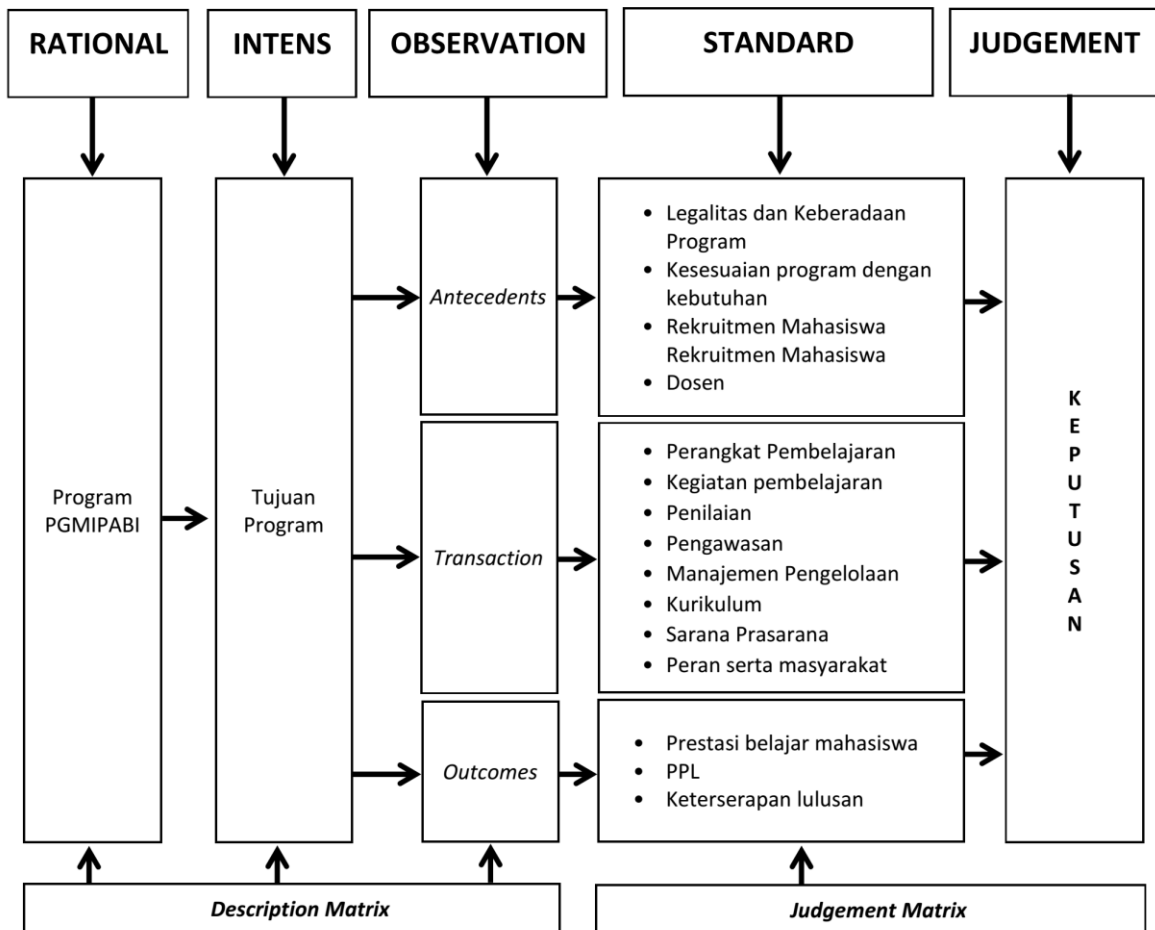 RATIONAL
INTENS
OBSERVATION
STANDARD
JUDGEMENT
Program
PGMIPABI
Tujuan
Program
Antecedents
• Legalitas dan Keberadaan
Program
• Kesesuaian program dengan
kebutuhan
• Rekruitmen Mahasiswa
Rekruitmen Mahasiswa
• Dosen
Transaction
• Perangkat Pembelajaran
• Kegiatan pembelajaran
• Penilaian
• Pengawasan
• Manajemen Pengelolaan
• Kurikulum
• Sarana Prasarana
• Peran serta masyarakat
Outcomes
• Prestasi belajar mahasiswa
• PPL
• Keterserapan lulusan
K
E
P
U
T
U
S
A
N
Description Matrix
Judgement Matrix